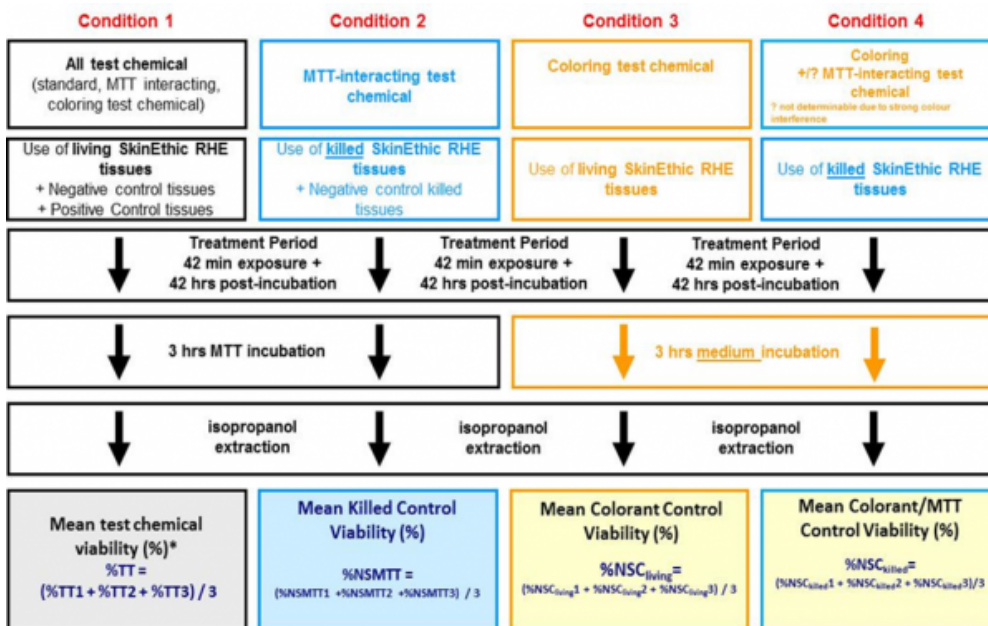 Condition 1
Condition 2
Condition 3
Condition 4
All test chemical
(standard, MTT interacting,
coloring test chemical)
MTT-interacting test
chemical
Coloring test chemical
Coloring
+/? MTT-interacting test
chemical
? not determinable due to strong colour
interference
Use of living SkinEthic RHE
tissues
+ Negative control tissues
+ Positive Control tissues
Use of killed SkinEthic RHE
tissues
+ Negative control killed
tissues
Use of living SkinEthic RHE
tissues
Use of killed SkinEthic RHE
tissues
Treatment Period
42 min exposure +
42 hrs post-incubation
Treatment Period
42 min exposure +
42 hrs post-incubation
Treatment Period
42 min exposure +
42 hrs post-incubation
3 hrs MTT incubation
3 hrs medium incubation
isopropanol
extraction
isopropanol
extraction
isopropanol
extraction
Mean test chemical
viability (%)*
%TT =
(%TT1 + %TT2 + %TT3) / 3
Mean Killed Control
Viability (%)
%NSMTT =
(%NSMTT1 +%NSMTT2 +%NSMTT3) / 3
Mean Colorant Control
Viability (%)
%NSCliving=
(%NSCliving1 + %NSCliving2 + %NSCliving3) / 3
Mean Colorant/MTT
Control Viability (%)
%NSCkilled=
(%NSCkilled1 + %NSCkilled2 + %NSCkilled3)/3